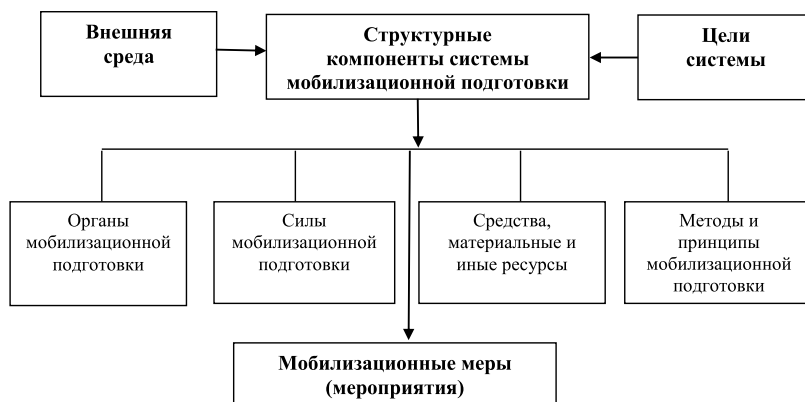 Внешняя
среда
Структурные
компоненты системы
мобилизационной подготовки
Цели
системы
Органы
мобилизационной
подготовки
Силы
мобилизационной
подготовки
Средства,
материальные и
иные ресурсы
Методы и
принципы
мобилизационной
подготовки
Мобилизационные меры
(мероприятия)